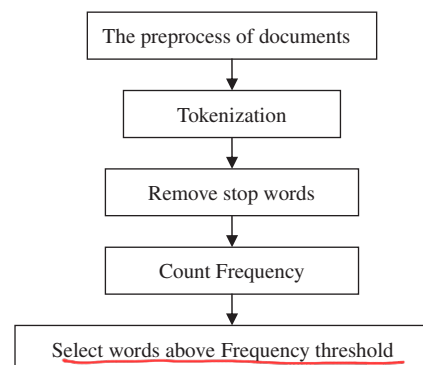 The preprocess of documents
Tokenization
Remove stop words
Count Frequency
Select words above Frequency threshold